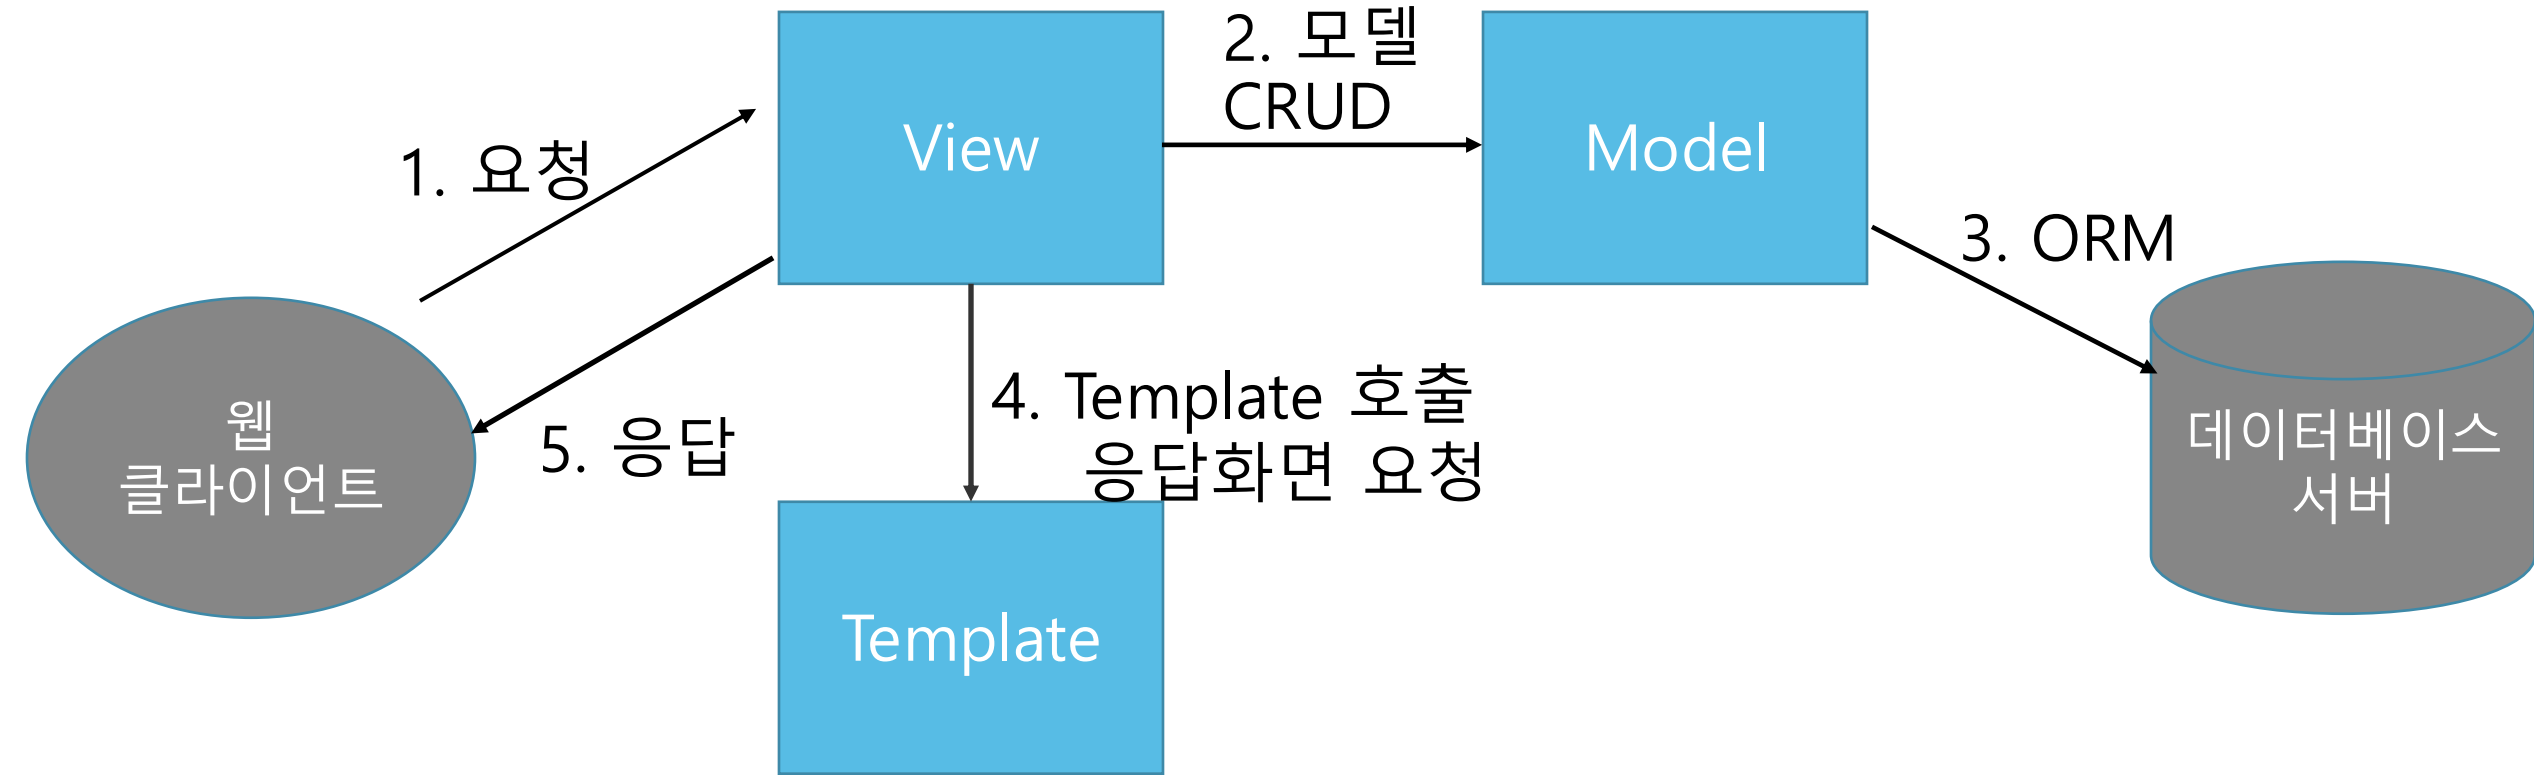 1. 요청
View
2. 모델
CRUD
Model
3. ORM
웹
클라이언트
5. 응답
4. Template 호출
응답화면 요청
데이터베이스
서버
Template